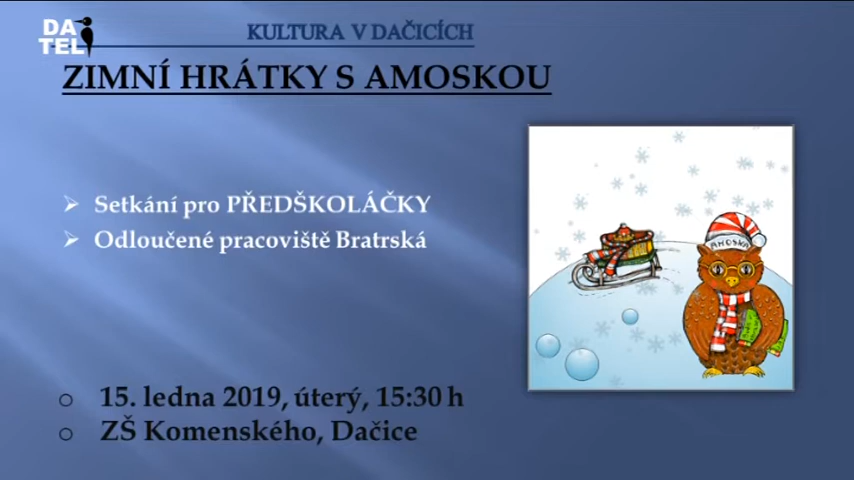 DA
TEL
KULTURA V DAČICÍCH
ZIMNÍ HRÁTKY S AMOSKOU
Setkání pro PŘEDŠKOLÁČKY
Odloučené pracoviště Bratrská
AMOSKA
15. ledna 2019, úterý, 15:30 h
ZŠ Komenského, Dačice